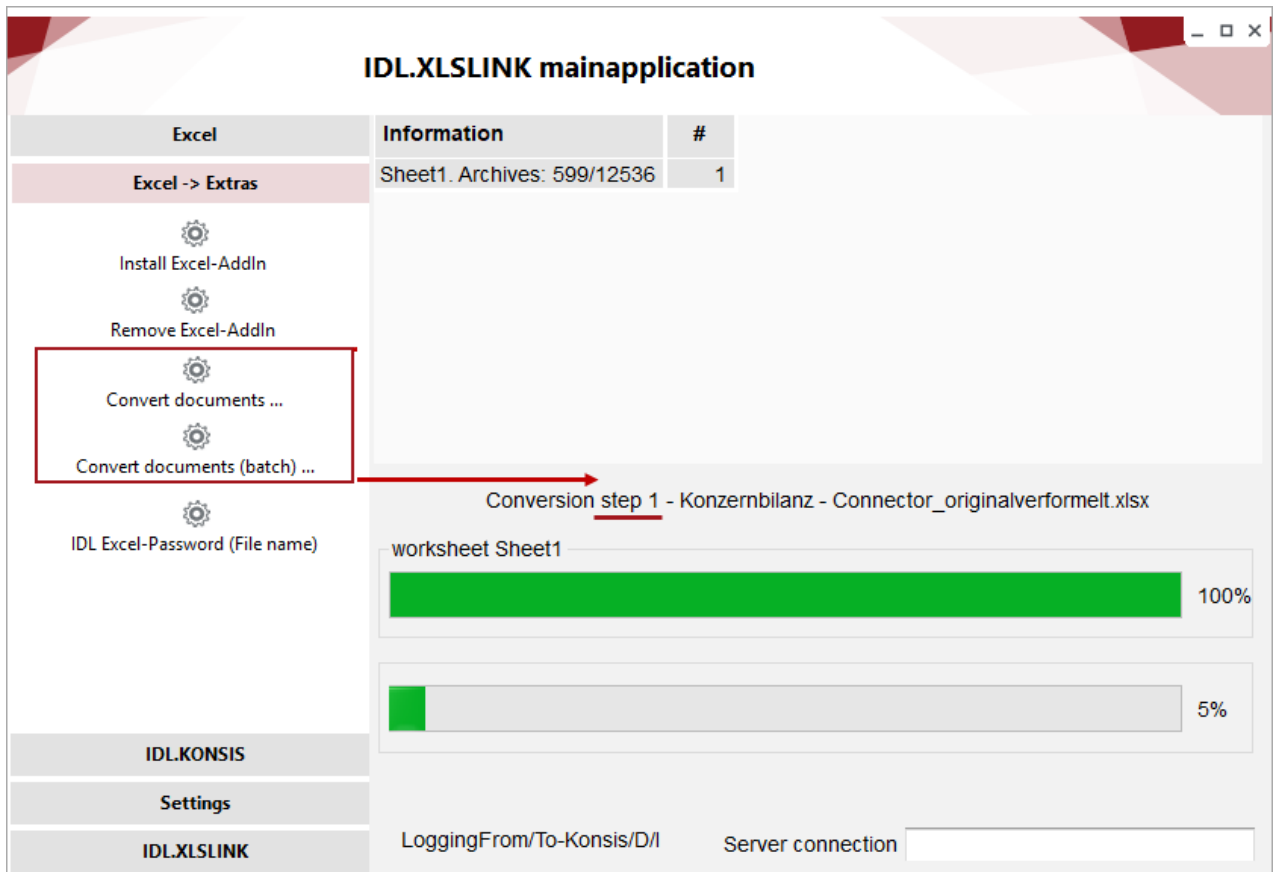 IDL.XLSLINK mainapplication
Excel
Excel -> Extras
Install Excel-AddIn
Remove Excel-AddIn
Convert documents ...
Convert documents (batch) ...
IDL Excel-Password (File name)
IDL.KONSIS
Settings
IDL.XLSLINK
Information #
Sheet1. Archives: 599/12536 1
Conversion step 1 - Konzernbilanz - Connector_originalverformelt.xlsx
worksheet Sheet1
100%
5%
LoggingFrom/To-Konsis/D/I Server connection